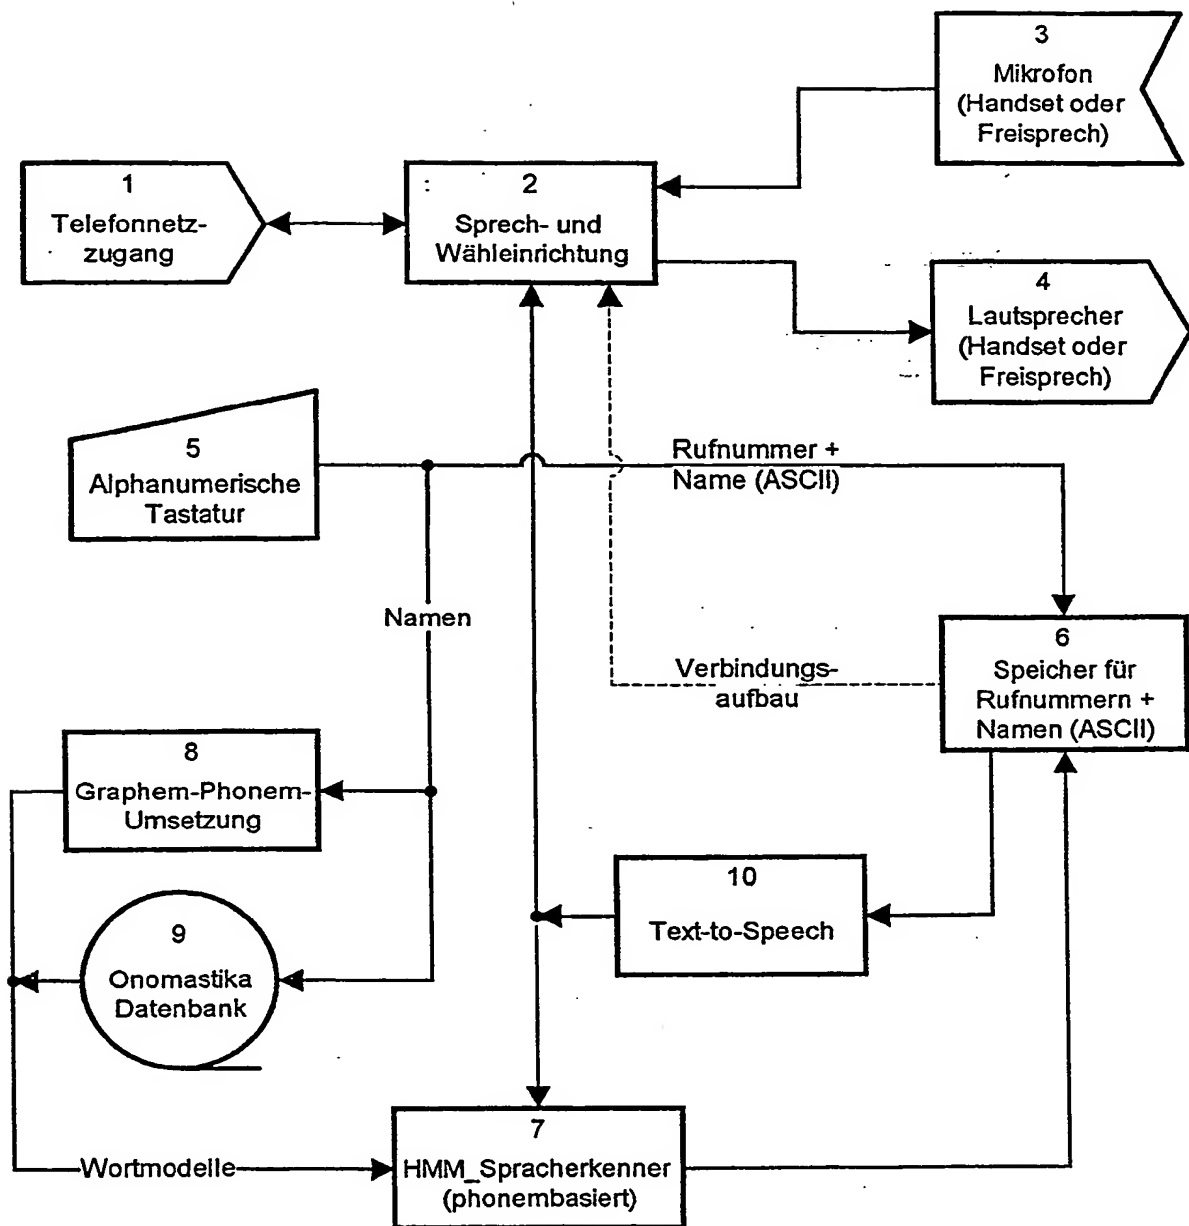 3
Mikrofon
(Handset oder
Freisprech)
1
Telefonnetz-
zugang
2
Sprech- und
Wähleinrichtung
4
Lautsprecher
(Handset oder
Freisprech)
5
Alphanumerische
Tastatur
Rufnummer +
Name (ASCII)
Namen
6
Speicher für
Rufnummern +
Namen (ASCII)
Verbindungs-
aufbau
8
Graphem-Phonem-
Umsetzung
10
Text-to-Speech
9
Onomastika
Datenbank
7
HMM_Spracherkenner
(phonembasiert)
Wortmodelle